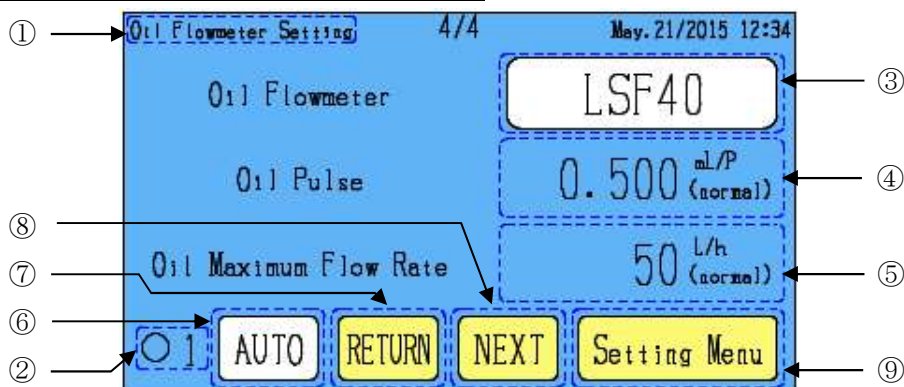 ① Oil Flowmeter Setting 4/4 May.21/2015 12:34
Oil Flowmeter LSF40 ③
Oil Pulse 0.500 mL/P (normal) ④
⑧
⑦ Oil Maximum Flow Rate 50 L/h (normal) ⑤
⑥
② ○ 1 AUTO RETURN NEXT Setting Menu ⑨